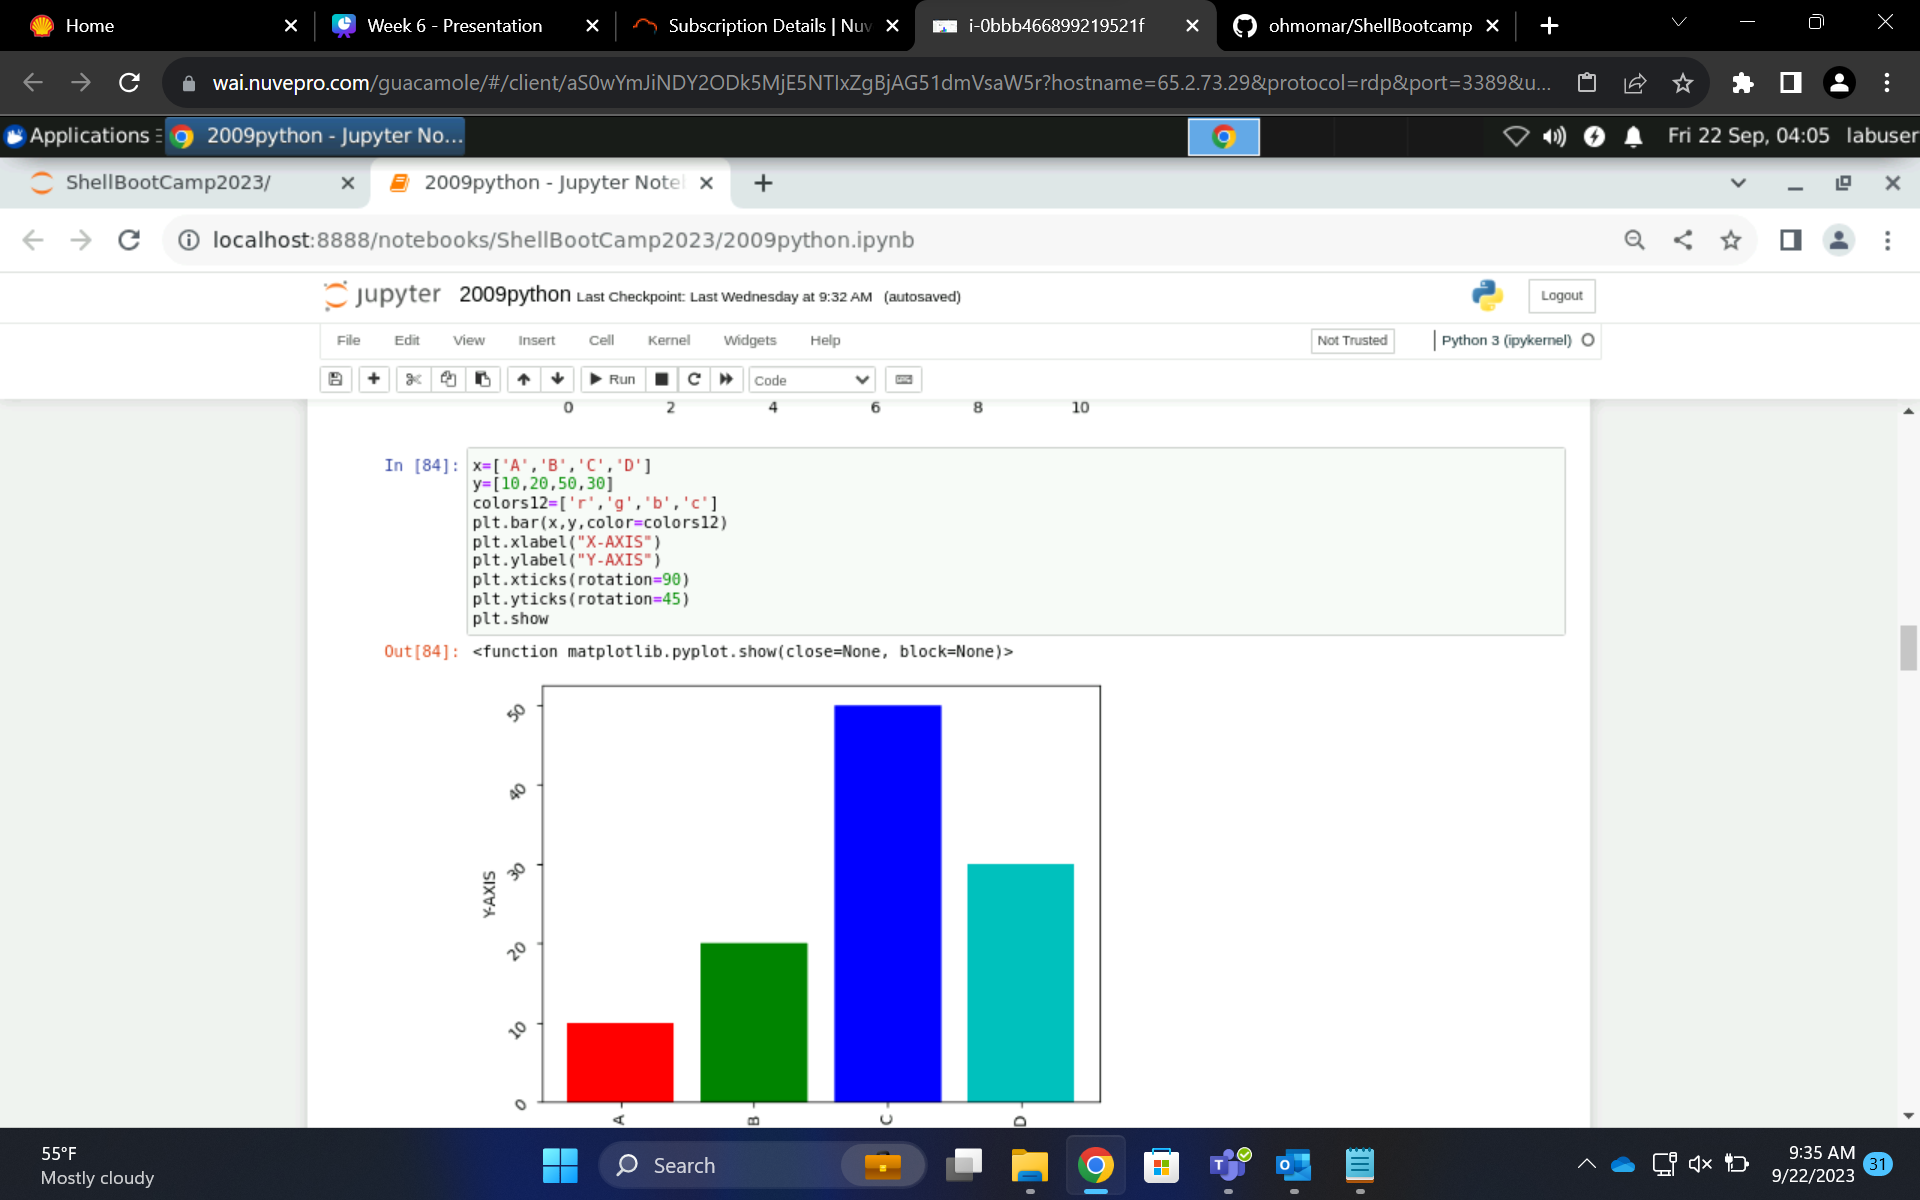 Home
Week 6 - Presentation
Subscription Details | Nuv
i-0bbb466899219521f
ohmomar/ShellBootcamp
wai.nuvepro.com/guacamole/#/client/aS0wYmJiNDY2ODk5MjE5NTIxZgBjAG51dmVsaW5r?hostname=65.2.73.29&protocol=rdp&port=3389&u...
Applications
2009python - Jupyter No...
Fri 22 Sep, 04:05 labuser
ShellBootCamp2023/
2009python - Jupyter Note
localhost:8888/notebooks/ShellBootCamp2023/2009python.ipynb
jupyter 2009python Last Checkpoint: Last Wednesday at 9:32 AM (autosaved)
Logout
File Edit View Insert Cell Kernel Widgets Help
Not Trusted
Python 3 (ipykernel)
Run
Code
0 2 4 6 8 10
In [84]: x=['A','B','C','D']
y=[10,20,50,30]
colors12=['r','g','b','c']
plt.bar(x,y,color=colors12)
plt.xlabel("X-AXIS")
plt.ylabel("Y-AXIS")
plt.xticks(rotation=90)
plt.yticks(rotation=45)
plt.show
Out[84]: <function matplotlib.pyplot.show(close=None, block=None)>
50
40
30
Y-AXIS
20
10
0
A B C D
55°F
Mostly cloudy
Search
9:35 AM
9/22/2023
31